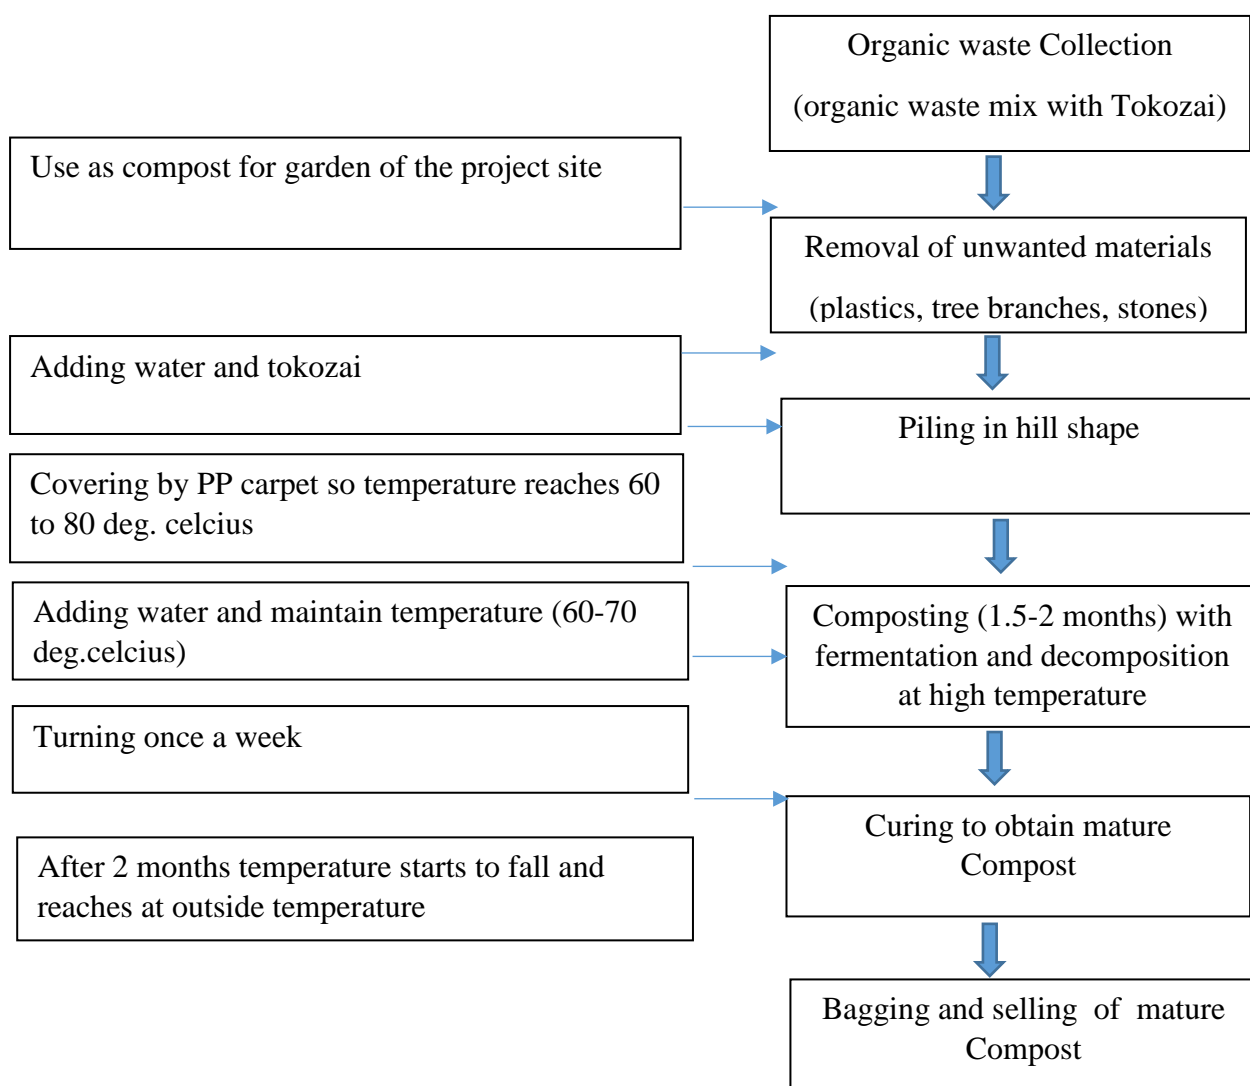 Organic waste Collection
(organic waste mix with Tokozai)
Use as compost for garden of the project site
Removal of unwanted materials
(plastics, tree branches, stones)
Adding water and tokozai
Piling in hill shape
Covering by PP carpet so temperature reaches 60
to 80 deg. celcius
Adding water and maintain temperature (60-70
deg.celcius)
Composting (1.5-2 months) with
fermentation and decomposition
at high temperature
Turning once a week
Curing to obtain mature
Compost
After 2 months temperature starts to fall and
reaches at outside temperature
Bagging and selling of mature
Compost